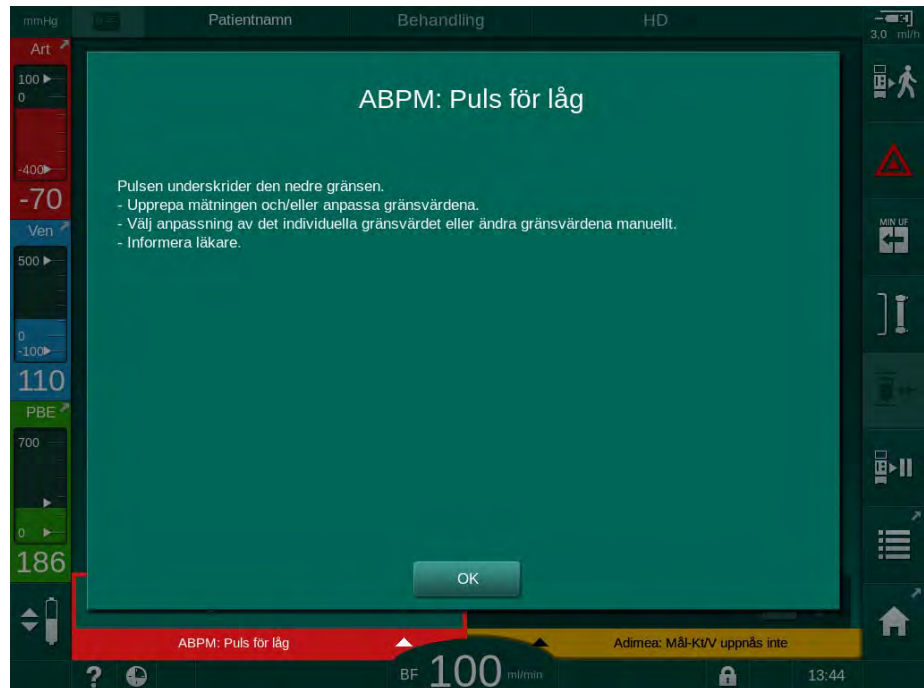 mmHg
Patientnamn
Behandling
HD
3,0 ml/h
Art
100
0
-400
-70
Ven
500
0
-100
110
PBE
700
0
186
ABPM: Puls för låg
Pulsen underskrider den nedre gränsen.
- Upprepa mätningen och/eller anpassa gränsvärdena.
- Välj anpassning av det individuella gränsvärdet eller ändra gränsvärdena manuellt.
- Informera läkare.
OK
MIN UF
ABPM: Puls för låg
Adimea: Mål-Kt/V uppnås inte
?
BF 100 ml/min
13:44